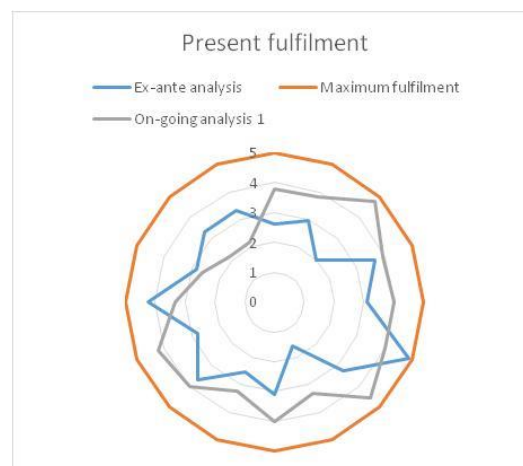 Present fulfilment
Ex-ante analysis
Maximum fulfilment
On-going analysis 1
5
4
3
2
1
0